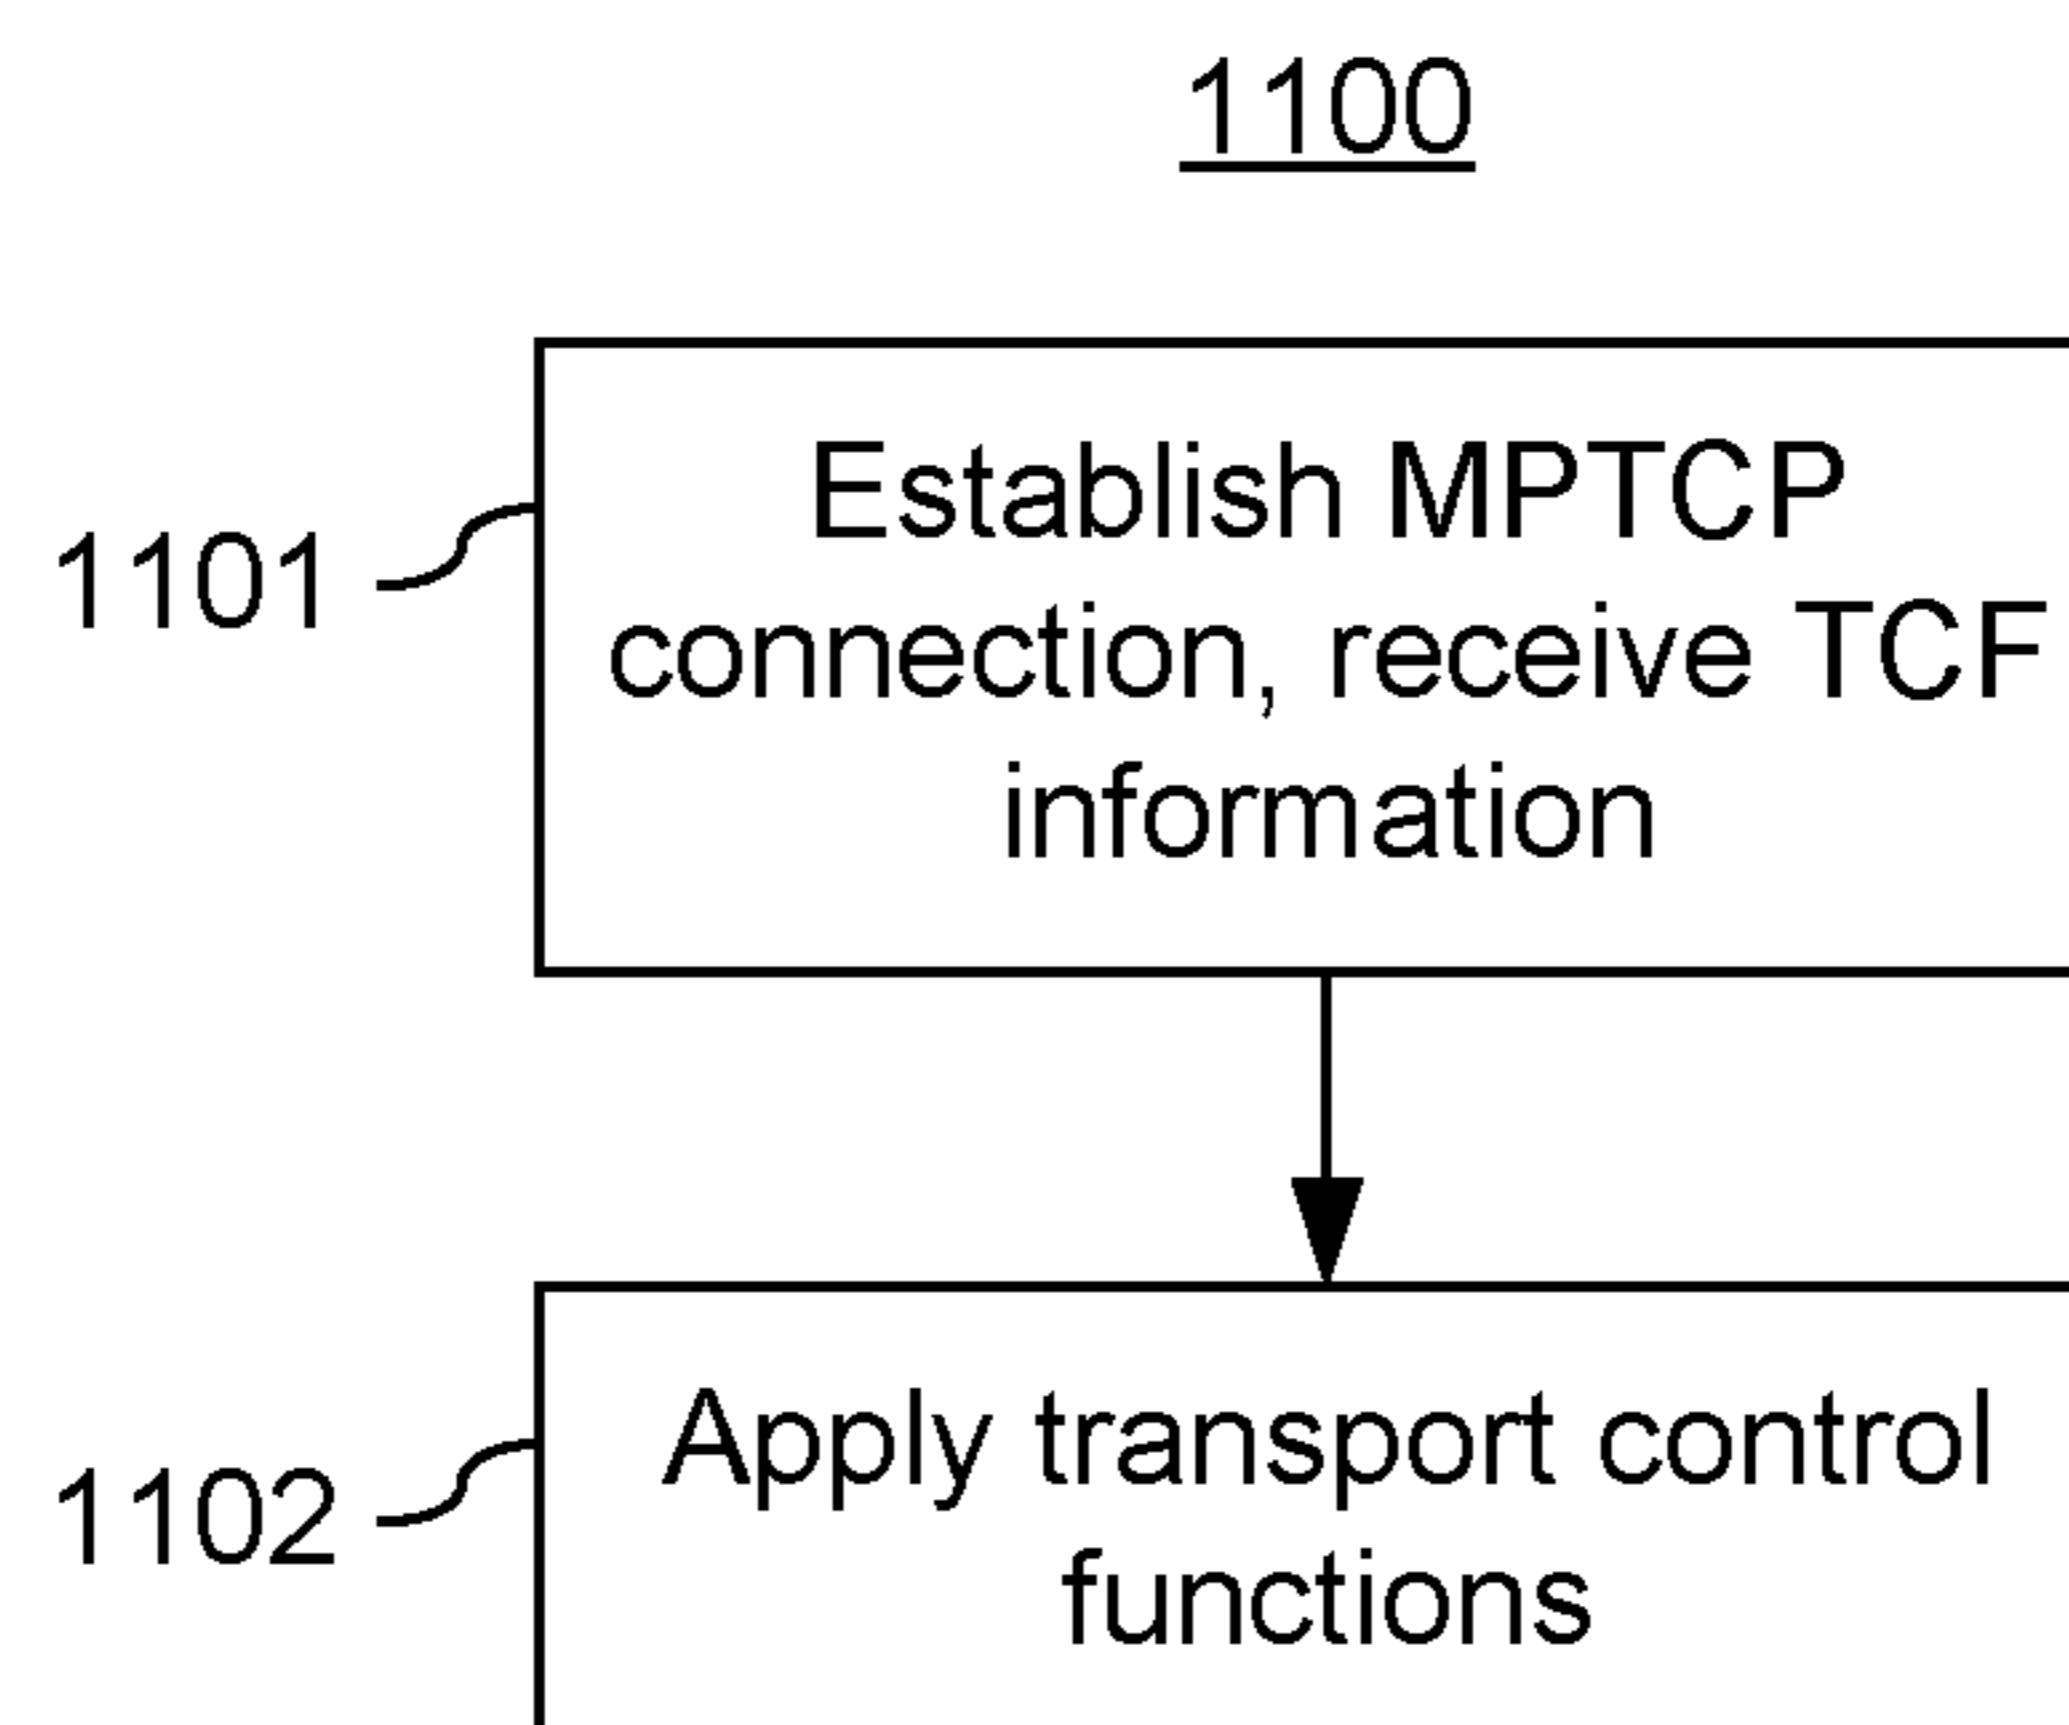 1100
1101
Establish MPTCP
connection, receive TCF
information
1102
Apply transport control
functions